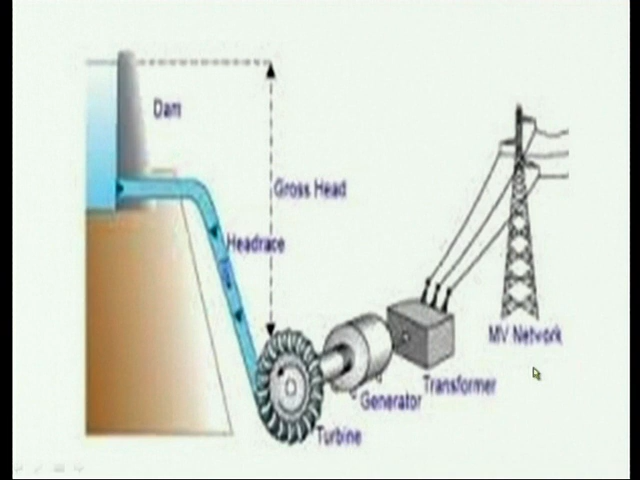 Dam
Gross Head
Headrace
MV Network
Transformer
Generator
Turbine